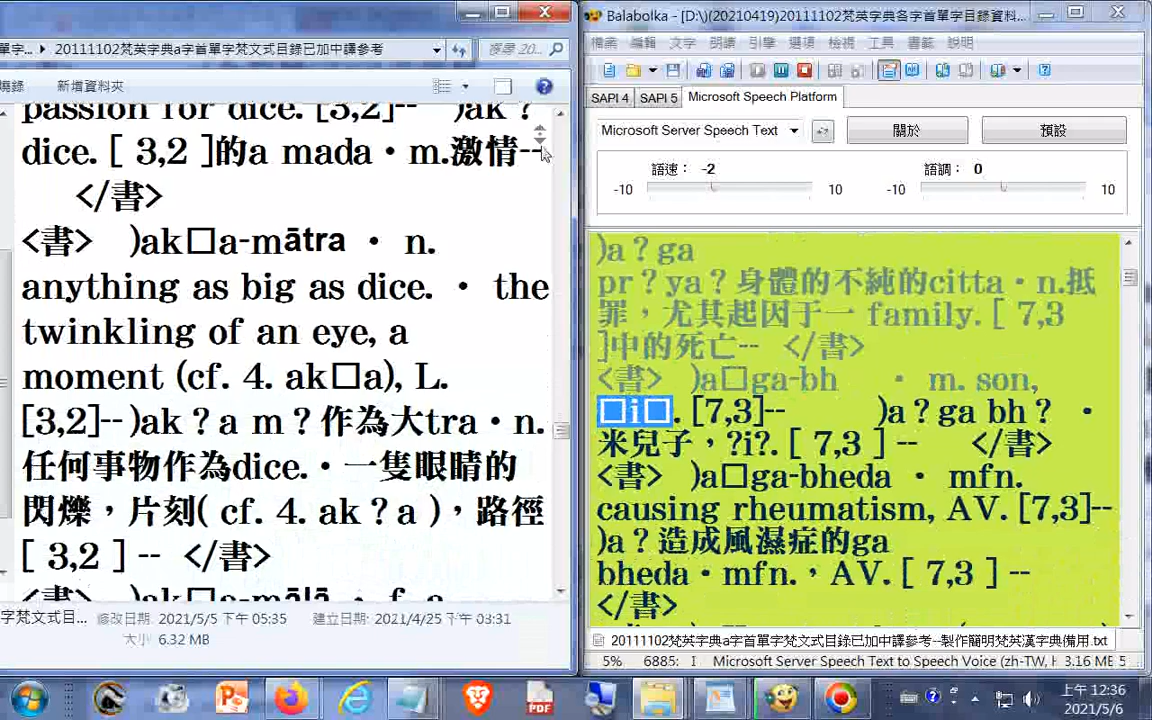 單字... ▸ 20111102梵英字典a字首單字梵文式目錄已加中譯參考
搜尋 20...
燒錄 新增資料夾
passion for dice. [3,2]-- )ak ?
dice. [ 3,2 ]的a mada・m.激情--
</書>
<書> )ak□a-mātra ・ n.
anything as big as dice. ・ the
twinkling of an eye, a
moment (cf. 4. ak□a), L.
[3,2]-- )ak？a m？作為大tra・n.
任何事物作為dice.・一隻眼睛的
閃爍，片刻( cf. 4. ak？a )，路徑
[ 3,2 ] -- </書>
<書> )ak□a-mālā ・ f. a
字梵文式目... 修改日期: 2021/5/5 下午 05:35 建立日期: 2021/4/25 下午 03:31
大小: 6.32 MB
Balabolka - [D:\)(20210419)20111102梵英字典各字首單字目錄資料...
檔案 編輯 文字 朗讀 引擎 選項 檢視 工具 書籤 說明
SAPI 4 SAPI 5 Microsoft Speech Platform
Microsoft Server Speech Text 關於 預設
語速： -2 語調： 0
-10 10 -10 10
)a？ga
pr？ya？身體的不純的citta・n.抵
罪，尤其起因于一 family. [ 7,3
]中的死亡-- </書>
<書> )a□ga-bh ・ m. son,
□i□. [7,3]-- )a？ga bh？ ・
米兒子，?i?. [ 7,3 ] -- </書>
<書> )a□ga-bheda ・ mfn.
causing rheumatism, AV. [7,3]--
)a？造成風濕症的ga
bheda・mfn.，AV. [ 7,3 ] --
</書>
20111102梵英字典a字首單字梵文式目錄已加中譯參考--製作簡明梵英漢字典備用.txt
5% 6885: Microsoft Server Speech Text to Speech Voice (zh-TW, H 3.16 MB 5
上午 12:36
2021/5/6